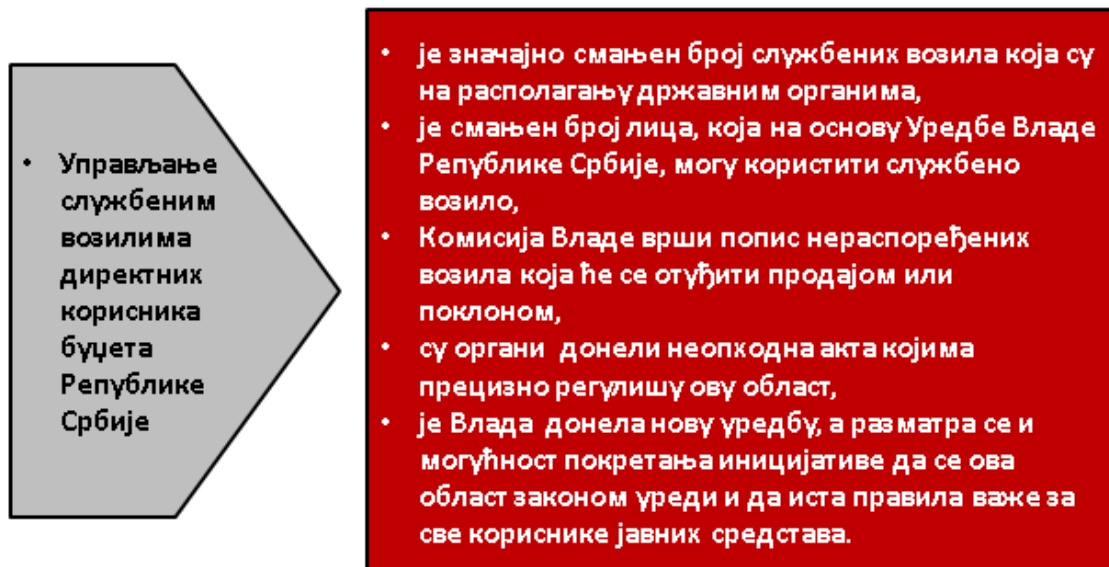 • Управљање
службеним
возилима
директних
корисника
буџета
Републике
Србије
• је значајно смањен број службених возила која су
на располагању државним органима,
• је смањен број лица, која на основу Уредбе Владе
Републике Србије, могу користити службено
возило,
• Комисија Владе врши попис нераспоређених
возила која ће се отуђити продајом или
поклоном,
• су органи донели неопходна акта којима
прецизно регулишу ову област,
• је Влада донела нову уредбу, а разматра се и
могућност покретања иницијативе да се ова
област законом уреди и да иста правила важе за
све кориснике јавних средстава.